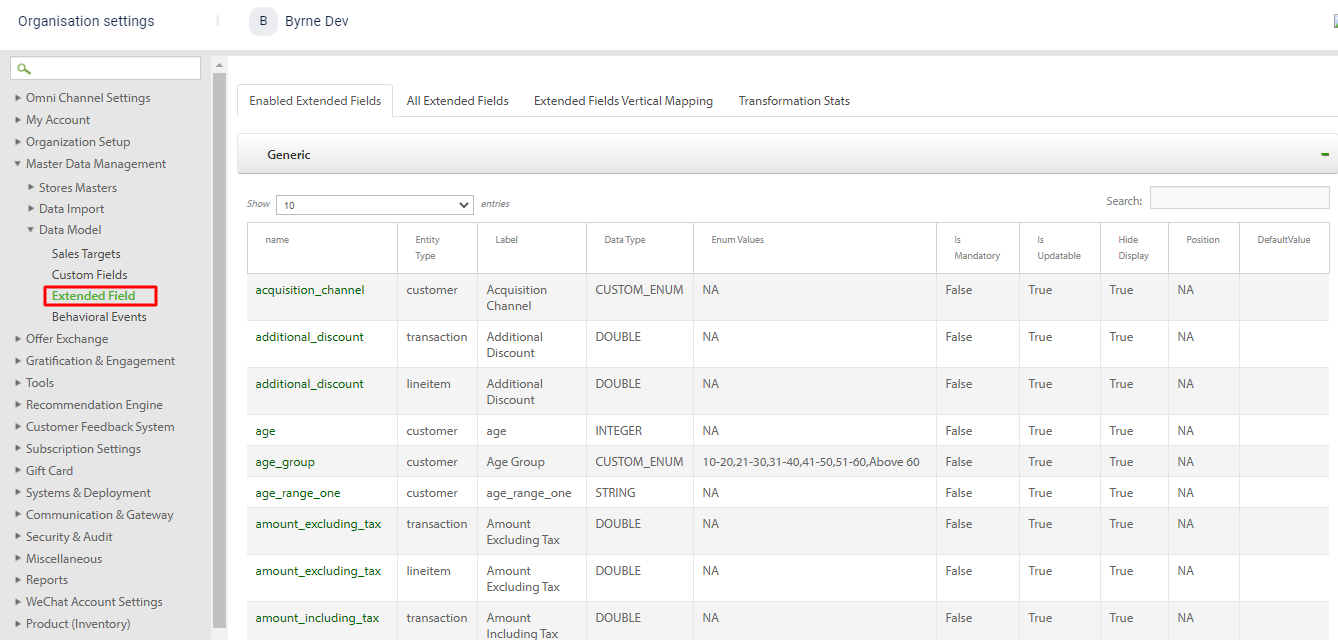 Organisation settings
B Byrne Dev
Omni Channel Settings
My Account
Organization Setup
Master Data Management
Stores Masters
Data Import
Data Model
Sales Targets
Custom Fields
Extended Field
Behavioral Events
Offer Exchange
Gratification & Engagement
Tools
Recommendation Engine
Customer Feedback System
Subscription Settings
Gift Card
Systems & Deployment
Communication & Gateway
Security & Audit
Miscellaneous
Reports
WeChat Account Settings
Product (Inventory)
Enabled Extended Fields All Extended Fields Extended Fields Vertical Mapping Transformation Stats
Generic
Show 10 entries Search:
name Entity Type Label Data Type Enum Values Is Mandatory Is Updatable Hide Display Position DefaultValue
acquisition_channel customer Acquisition Channel CUSTOM_ENUM NA False True True NA
additional_discount transaction Additional Discount DOUBLE NA False True True NA
additional_discount lineitem Additional Discount DOUBLE NA False True True NA
age customer age INTEGER NA False True True NA
age_group customer Age Group CUSTOM_ENUM 10-20,21-30,31-40,41-50,51-60,Above 60 False True True NA
age_range_one customer age_range_one STRING NA False True True NA
amount_excluding_tax transaction Amount Excluding Tax DOUBLE NA False True True NA
amount_excluding_tax lineitem Amount Excluding Tax DOUBLE NA False True True NA
amount_including_tax transaction Amount Including Tax DOUBLE NA False True True NA